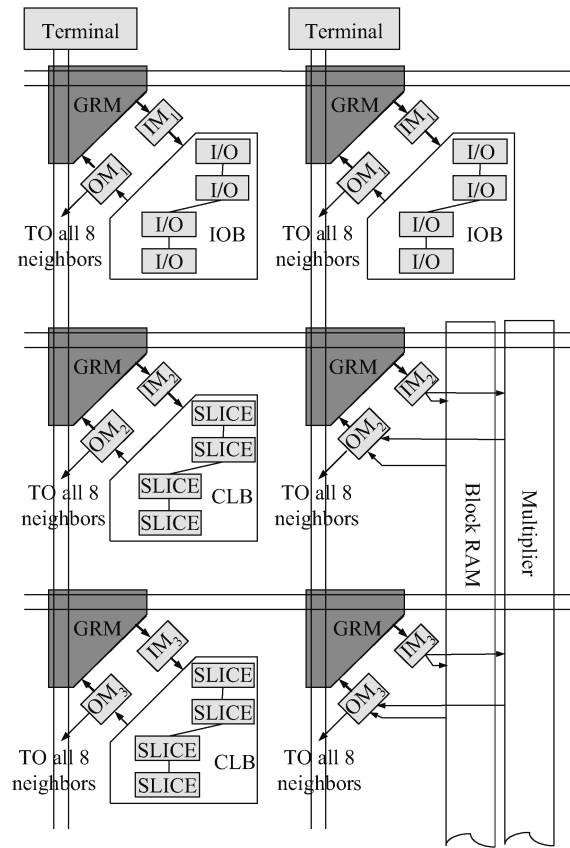 Terminal
Terminal
GRM
IM1
OM1
I/O
I/O
I/O
I/O
IOB
TO all 8
neighbors
GRM
IM1
OM1
I/O
I/O
I/O
I/O
IOB
TO all 8
neighbors
GRM
IM2
OM2
SLICE
SLICE
SLICE
SLICE
CLB
TO all 8
neighbors
GRM
IM2
OM2
TO all 8
neighbors
Block RAM
Multiplier
GRM
IM3
OM3
SLICE
SLICE
SLICE
SLICE
CLB
TO all 8
neighbors
GRM
IM3
OM3
TO all 8
neighbors